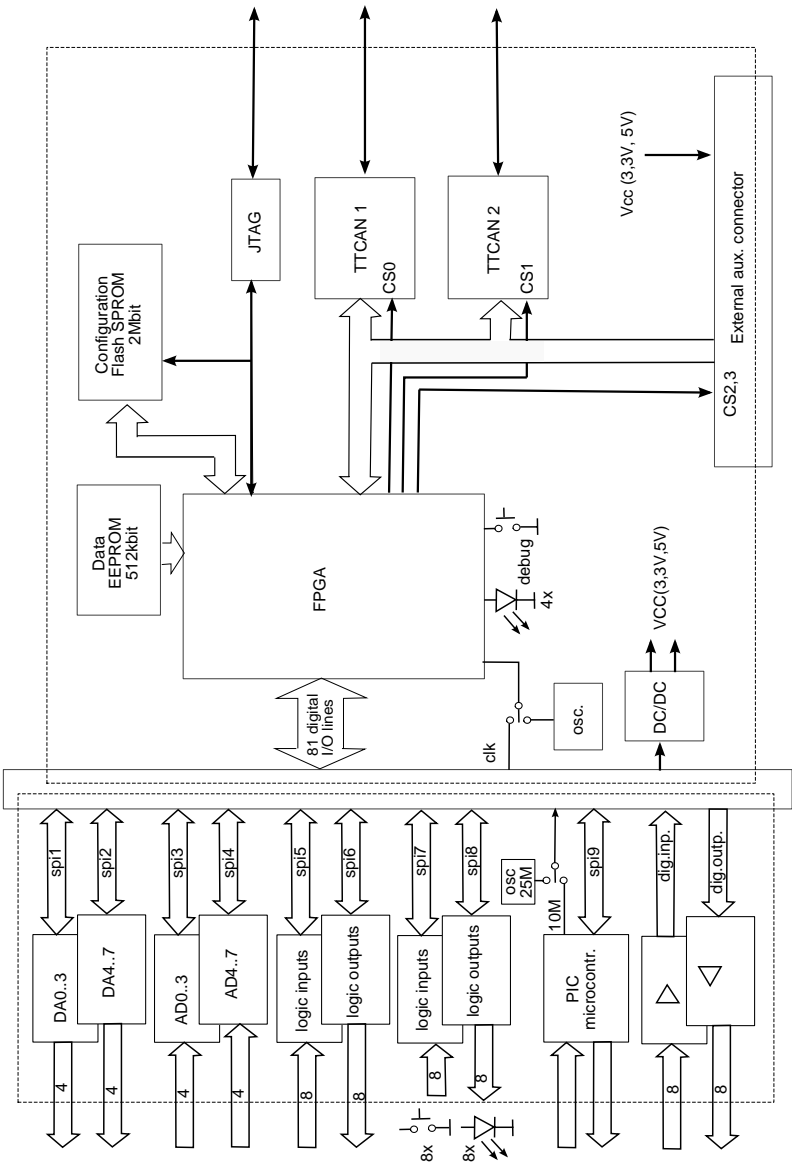 JTAG
Configuration
Flash SPROM
2Mbit
TTCAN 1
CS0
TTCAN 2
CS1
Vcc (3,3V, 5V)
External aux. connector
CS2,3
Data
EEPROM
512kbit
FPGA
debug
4x
81 digital
I/O lines
clk
osc.
DC/DC
VCC(3,3V,5V)
spi1
spi2
spi3
spi4
spi5
spi6
spi7
spi8
osc
25M
10M
spi9
dig.inp.
dig.outp.
DA0..3
DA4..7
AD0..3
AD4..7
logic inputs
logic outputs
logic inputs
logic outputs
PIC
microcontr.
4
4
4
4
8
8
8
8
8
8
8x
8x